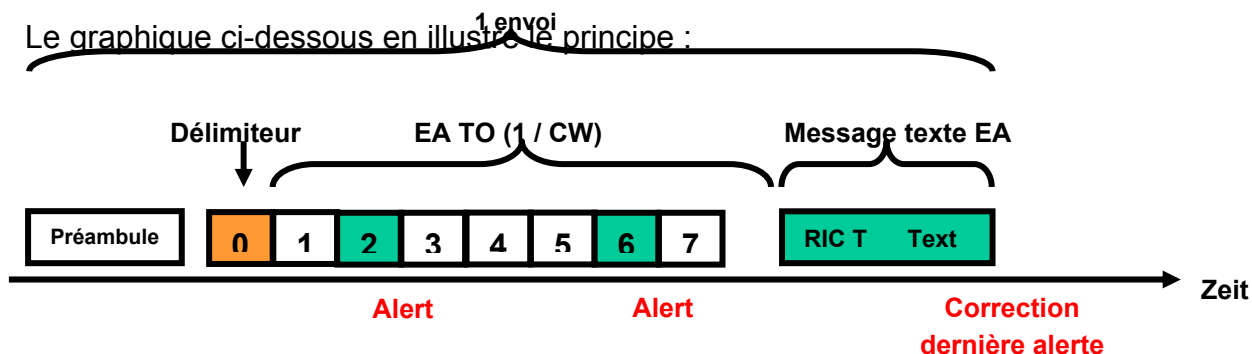 1 envoi
Le graphique ci-dessous en illustre le principe :
Délimiteur EA TO (1 / CW) Message texte EA
Préambule 0 1 2 3 4 5 6 7 RIC T Text
Zeit
Alert Alert Correction
dernière alerte